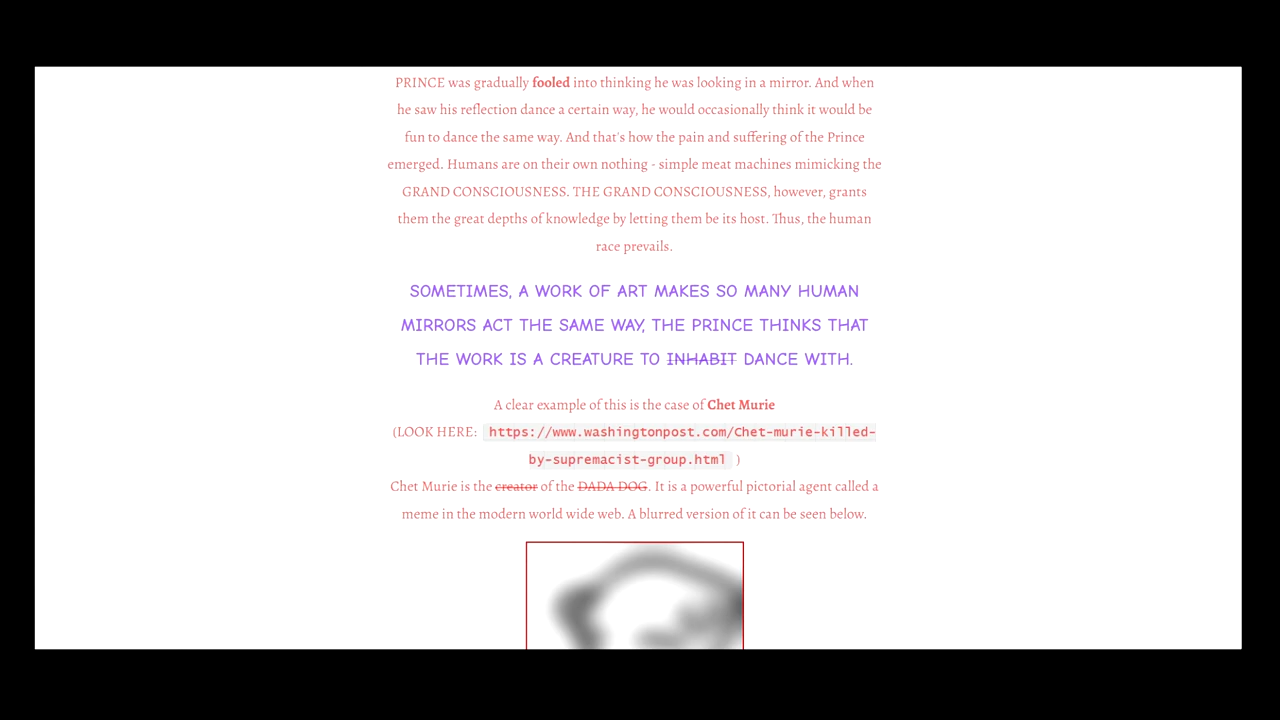 PRINCE was gradually fooled into thinking he was looking in a mirror. And when
he saw his reflection dance a certain way, he would occasionally think it would be
fun to dance the same way. And that's how the pain and suffering of the Prince
emerged. Humans are on their own nothing - simple meat machines mimicking the
GRAND CONSCIOUSNESS. THE GRAND CONSCIOUSNESS, however, grants
them the great depths of knowledge by letting them be its host. Thus, the human
race prevails.
SOMETIMES, A WORK OF ART MAKES SO MANY HUMAN
MIRRORS ACT THE SAME WAY, THE PRINCE THINKS THAT
THE WORK IS A CREATURE TO INHABIT DANCE WITH.
A clear example of this is the case of Chet Murie
(LOOK HERE: https://www.washingtonpost.com/Chet-murie-killed-
by-supremacist-group.html )
Chet Murie is the creator of the DADA DOG. It is a powerful pictorial agent called a
meme in the modern world wide web. A blurred version of it can be seen below.